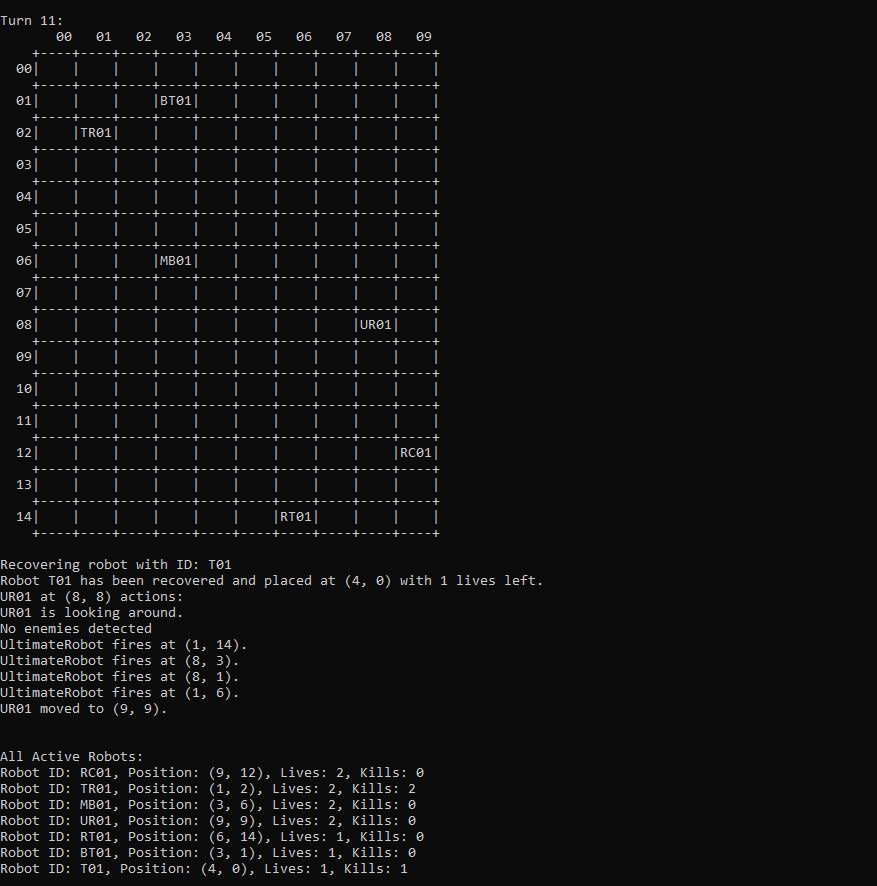 Turn 11:
       00   01   02   03   04   05   06   07   08   09
    +----+----+----+----+----+----+----+----+----+----+
  00|    |    |    |    |    |    |    |    |    |    |
    +----+----+----+----+----+----+----+----+----+----+
  01|    |    |    |BT01|    |    |    |    |    |    |
    +----+----+----+----+----+----+----+----+----+----+
  02|    |TR01|    |    |    |    |    |    |    |    |
    +----+----+----+----+----+----+----+----+----+----+
  03|    |    |    |    |    |    |    |    |    |    |
    +----+----+----+----+----+----+----+----+----+----+
  04|    |    |    |    |    |    |    |    |    |    |
    +----+----+----+----+----+----+----+----+----+----+
  05|    |    |    |    |    |    |    |    |    |    |
    +----+----+----+----+----+----+----+----+----+----+
  06|    |    |    |MB01|    |    |    |    |    |    |
    +----+----+----+----+----+----+----+----+----+----+
  07|    |    |    |    |    |    |    |    |    |    |
    +----+----+----+----+----+----+----+----+----+----+
  08|    |    |    |    |    |    |    |    |UR01|    |
    +----+----+----+----+----+----+----+----+----+----+
  09|    |    |    |    |    |    |    |    |    |    |
    +----+----+----+----+----+----+----+----+----+----+
  10|    |    |    |    |    |    |    |    |    |    |
    +----+----+----+----+----+----+----+----+----+----+
  11|    |    |    |    |    |    |    |    |    |    |
    +----+----+----+----+----+----+----+----+----+----+
  12|    |    |    |    |    |    |    |    |    |RC01|
    +----+----+----+----+----+----+----+----+----+----+
  13|    |    |    |    |    |    |    |    |    |    |
    +----+----+----+----+----+----+----+----+----+----+
  14|    |    |    |    |    |    |RT01|    |    |    |
    +----+----+----+----+----+----+----+----+----+----+
Recovering robot with ID: T01
Robot T01 has been recovered and placed at (4, 0) with 1 lives left.
UR01 at (8, 8) actions:
UR01 is looking around.
No enemies detected
UltimateRobot fires at (1, 14).
UltimateRobot fires at (8, 3).
UltimateRobot fires at (8, 1).
UltimateRobot fires at (1, 6).
UR01 moved to (9, 9).
All Active Robots:
Robot ID: RC01, Position: (9, 12), Lives: 2, Kills: 0
Robot ID: TR01, Position: (1, 2), Lives: 2, Kills: 2
Robot ID: MB01, Position: (3, 6), Lives: 2, Kills: 0
Robot ID: UR01, Position: (9, 9), Lives: 2, Kills: 0
Robot ID: RT01, Position: (6, 14), Lives: 1, Kills: 0
Robot ID: BT01, Position: (3, 1), Lives: 1, Kills: 0
Robot ID: T01, Position: (4, 0), Lives: 1, Kills: 1